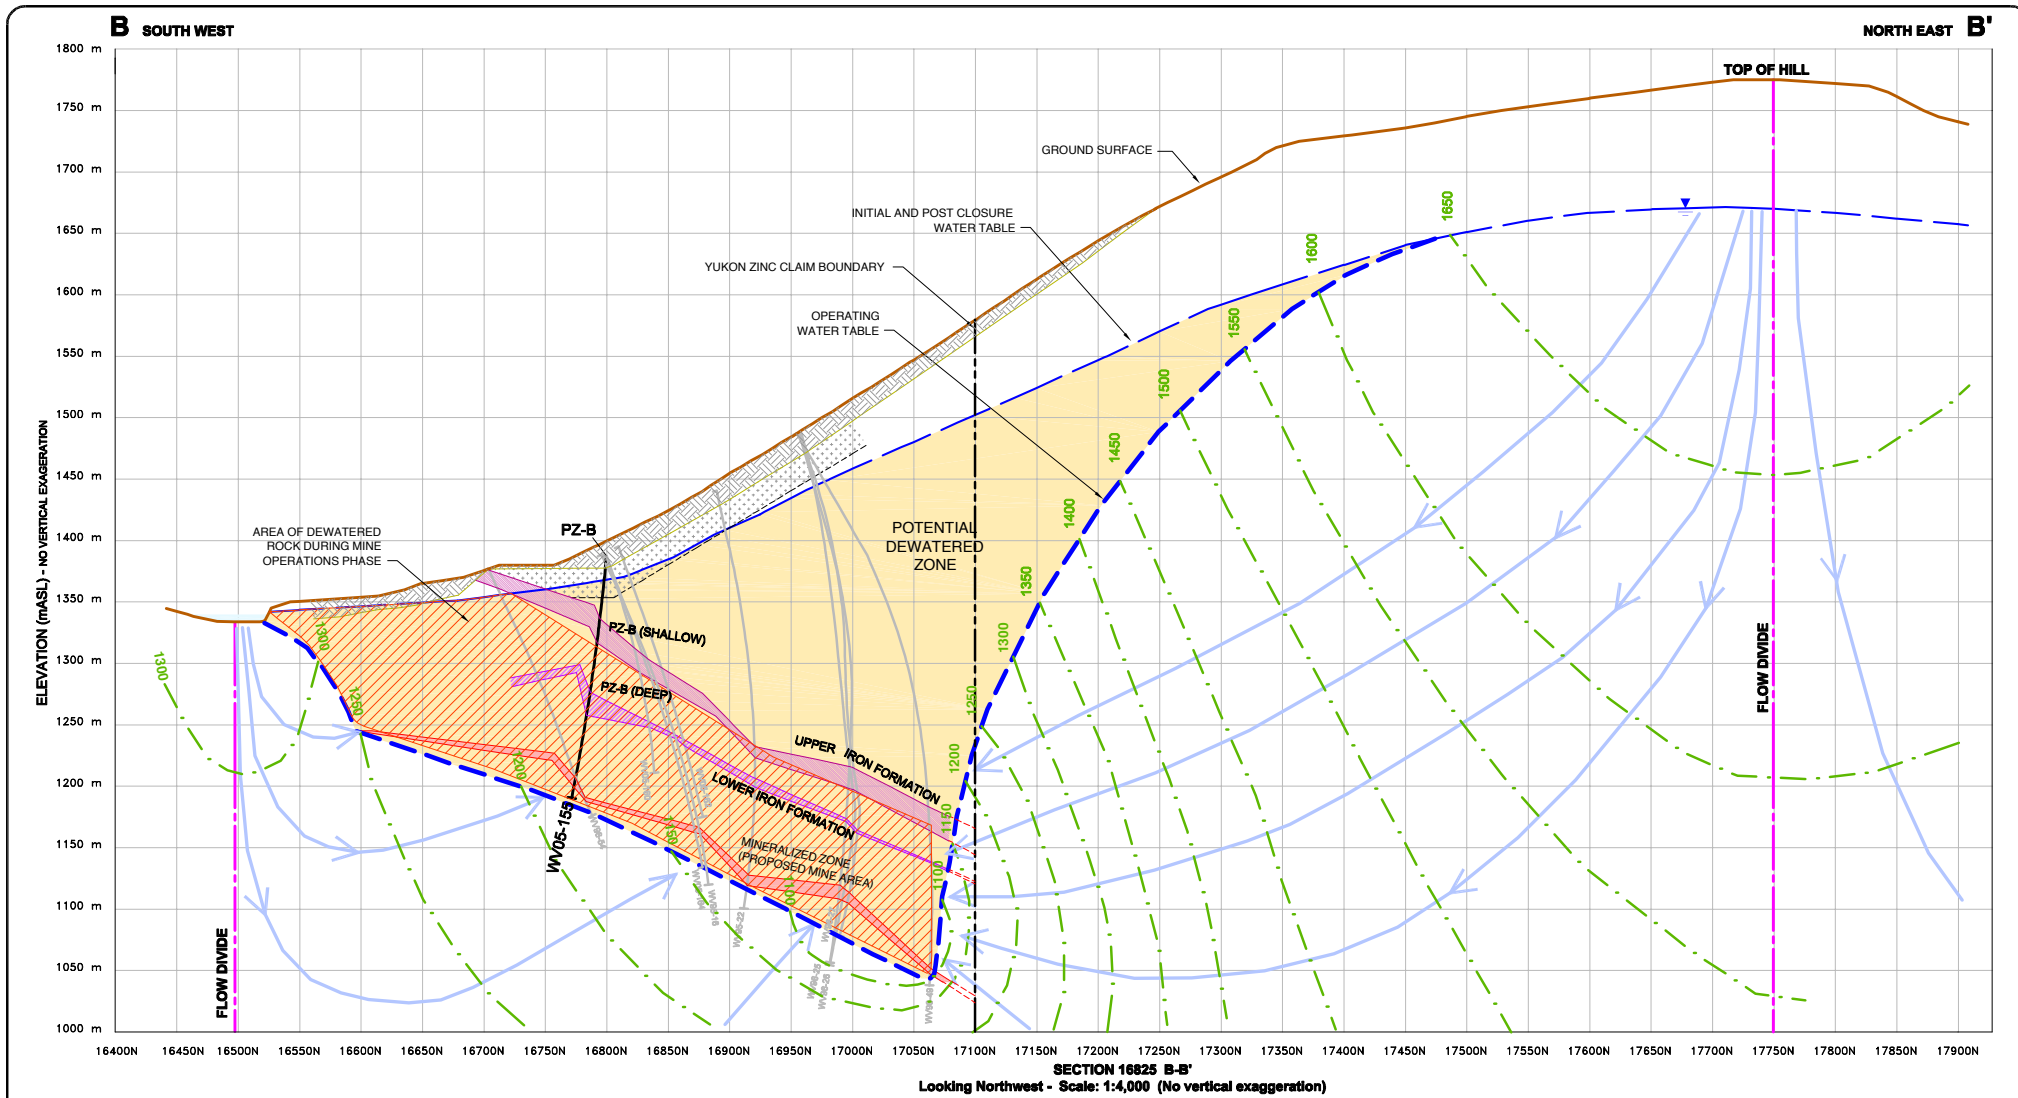 B SOUTH WEST
NORTH EAST B'
1800 m
1750 m
1700 m
1650 m
1600 m
1550 m
1500 m
1450 m
1400 m
1350 m
1300 m
1250 m
1200 m
1150 m
1100 m
1050 m
1000 m
ELEVATION (mASL) - NO VERTICAL EXAGERATION
TOP OF HILL
GROUND SURFACE
INITIAL AND POST CLOSURE
WATER TABLE
YUKON ZINC CLAIM BOUNDARY
OPERATING
WATER TABLE
AREA OF DEWATERED
ROCK DURING MINE
OPERATIONS PHASE
PZ-B
POTENTIAL
DEWATERED
ZONE
PZ-B (SHALLOW)
PZ-B (DEEP)
UPPER IRON FORMATION
LOWER IRON FORMATION
MINERALIZED ZONE
(PROPOSED MINE AREA)
WV05-155
FLOW DIVIDE
FLOW DIVIDE
1300
1300
1250
1200
1150
1100
1650
1600
1550
1500
1450
1400
1350
1300
1250
1200
1150
1100
16400N 16450N 16500N 16550N 16600N 16650N 16700N 16750N 16800N 16850N 16900N 16950N 17000N 17050N 17100N 17150N 17200N 17250N 17300N 17350N 17400N 17450N 17500N 17550N 17600N 17650N 17700N 17750N 17800N 17850N 17900N
SECTION 16825 B-B'
Looking Northwest - Scale: 1:4,000 (No vertical exaggeration)